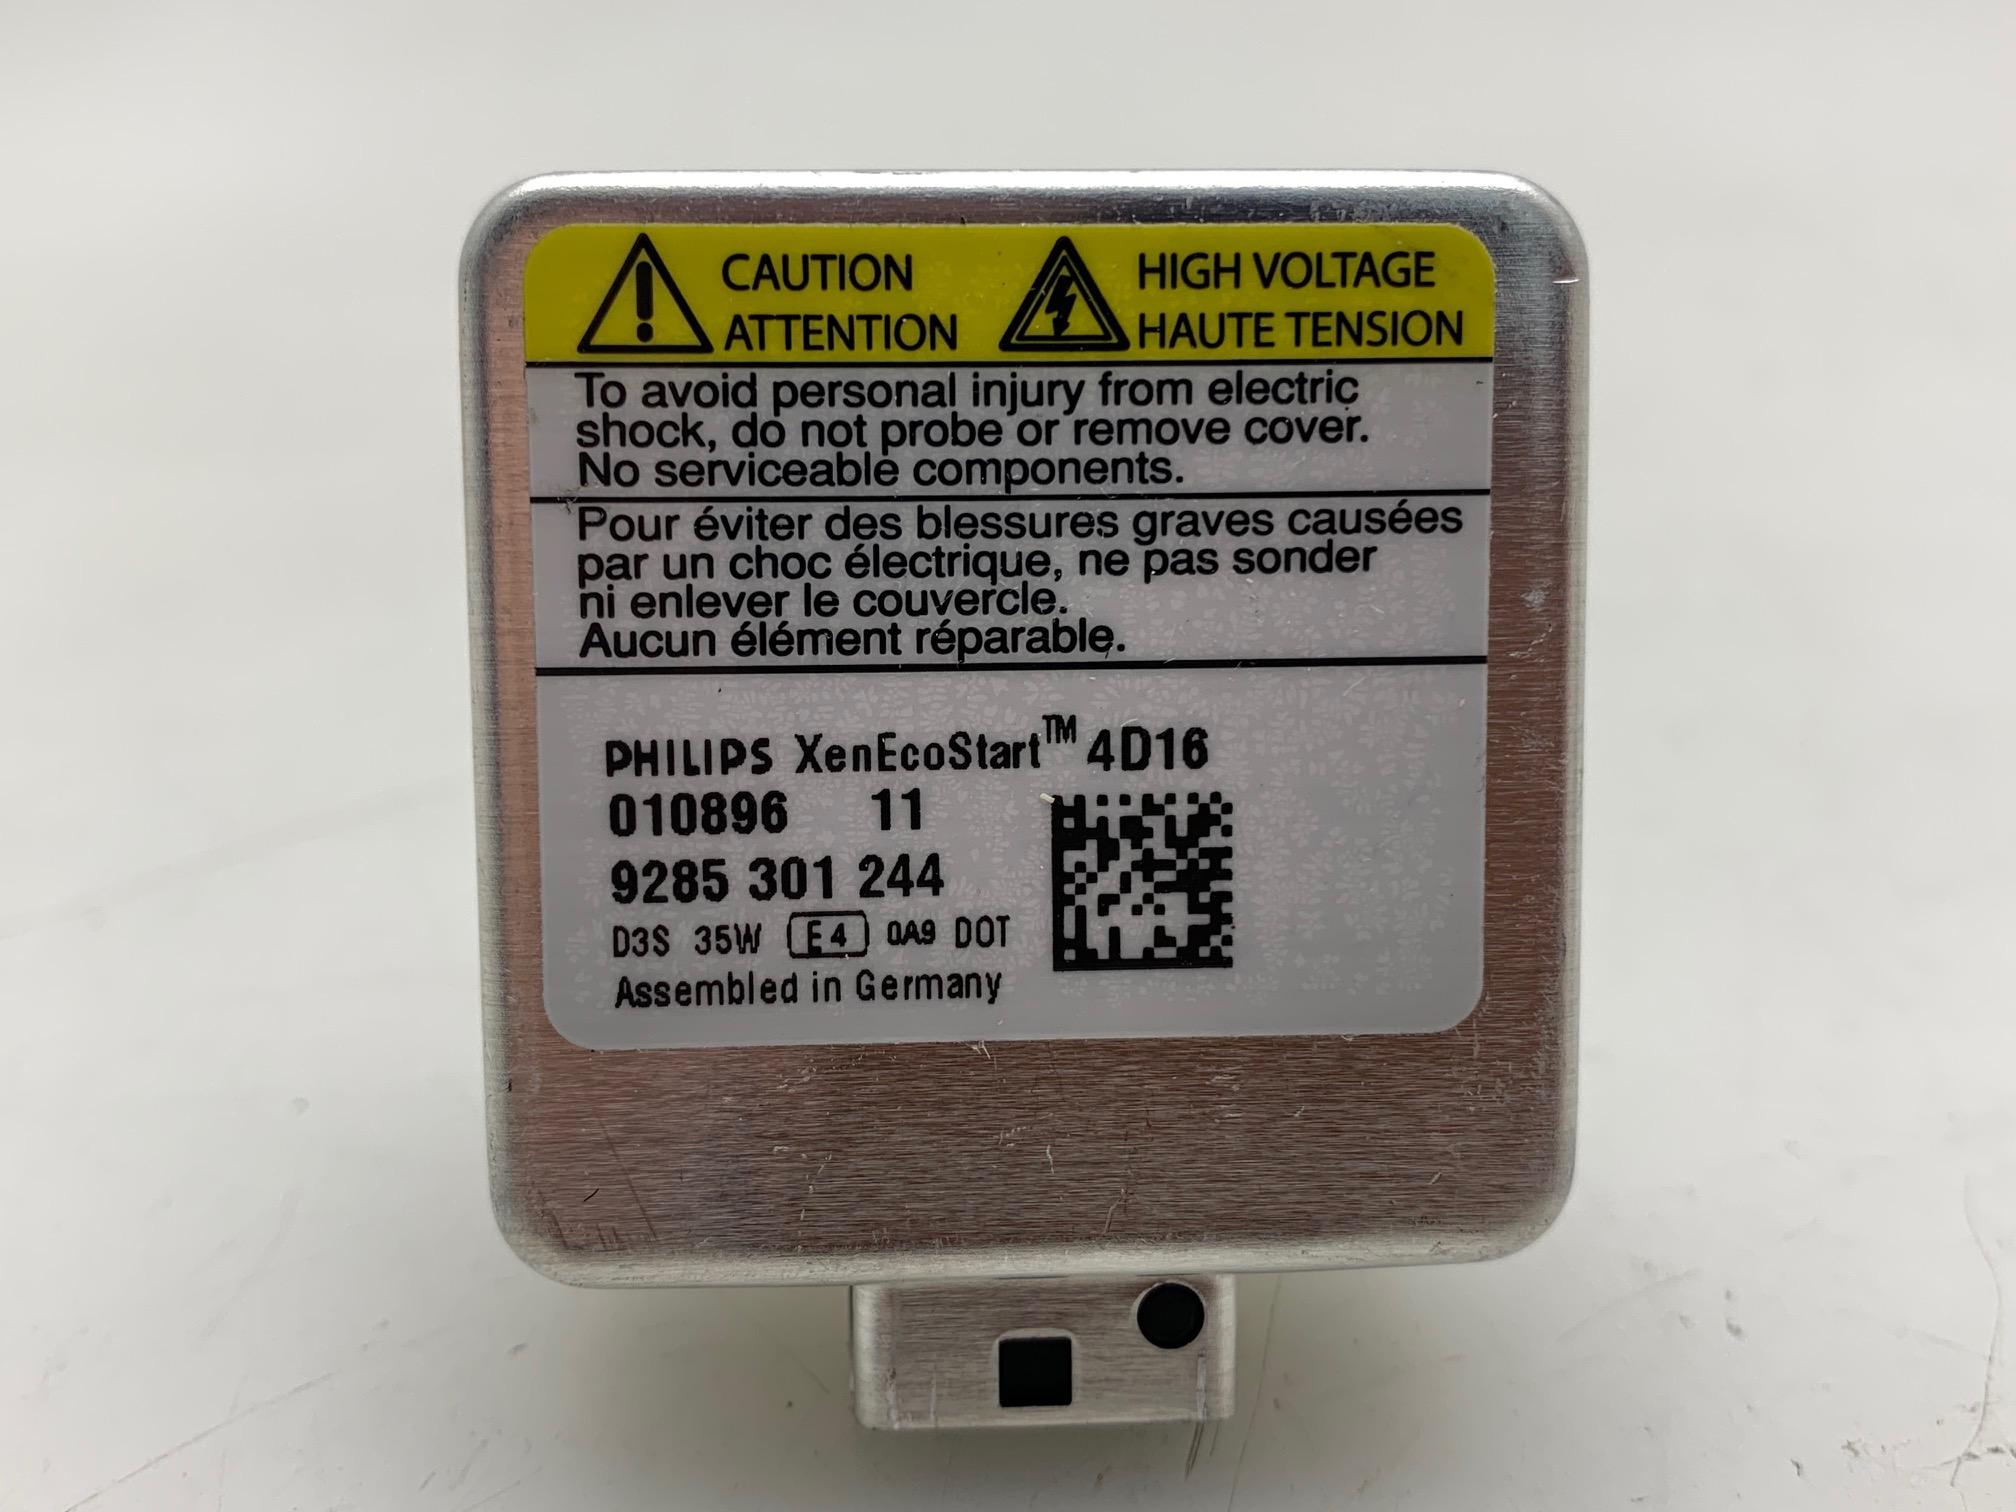 CAUTION
ATTENTION
HIGH VOLTAGE
HAUTE TENSION
To avoid personal injury from electric
shock, do not probe or remove cover.
No serviceable components.
Pour éviter des blessures graves causées
par un choc électrique, ne pas sonder
ni enlever le couvercle.
Aucun élément réparable.
PHILIPS XenEcoStart™ 4D16
010896 11
9285 301 244
D3S 35W E4 0A9 DOT
Assembled in Germany